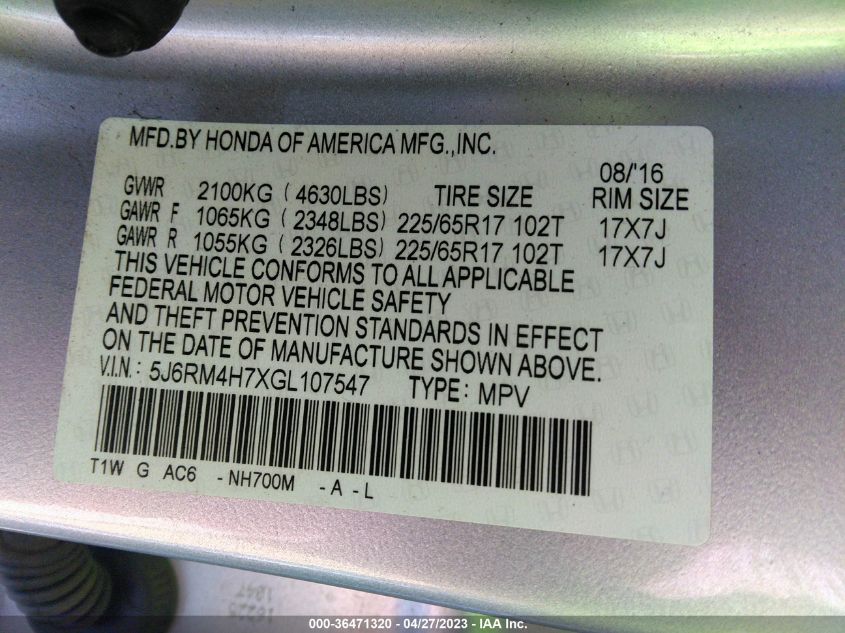 MFD.BY HONDA OF AMERICA MFG.,INC.
08/'16
GVWR 2100KG (4630LBS) TIRE SIZE RIM SIZE
GAWR F 1065KG (2348LBS) 225/65R17 102T 17X7J
GAWR R 1055KG (2326LBS) 225/65R17 102T 17X7J
THIS VEHICLE CONFORMS TO ALL APPLICABLE
FEDERAL MOTOR VEHICLE SAFETY
AND THEFT PREVENTION STANDARDS IN EFFECT
ON THE DATE OF MANUFACTURE SHOWN ABOVE.
V.I.N.: 5J6RM4H7XGL107547 TYPE: MPV
T1W G AC6 -NH700M -A-L
000-36471320 04/27/2023 IAA Inc.